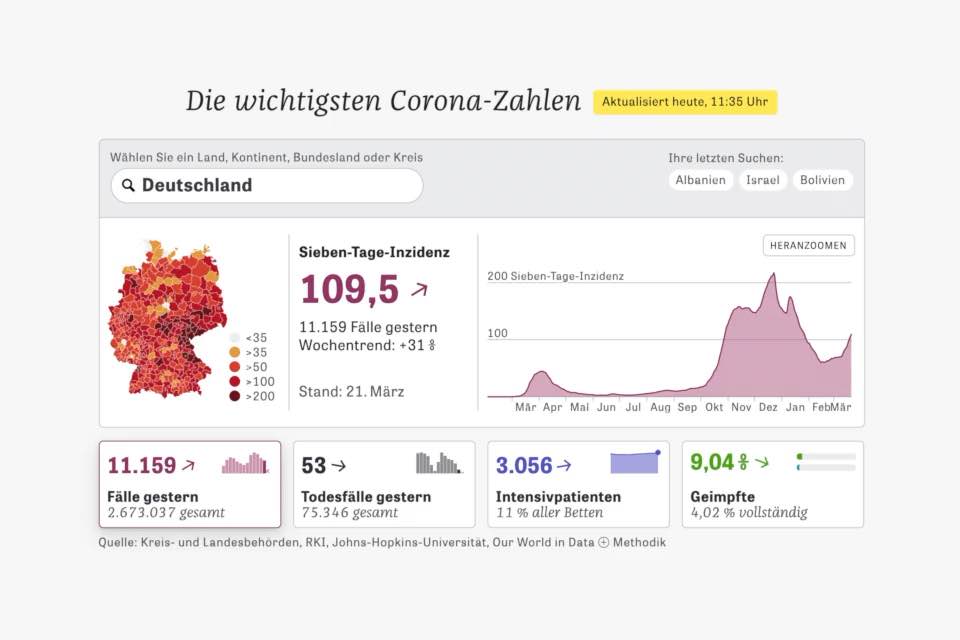 Die wichtigsten Corona-Zahlen
Aktualisiert heute, 11:35 Uhr
Wählen Sie ein Land, Kontinent, Bundesland oder Kreis
Deutschland
Ihre letzten Suchen:
Albanien Israel Bolivien
<35
>35
>50
>100
>200
Sieben-Tage-Inzidenz
109,5 ↗
11.159 Fälle gestern
Wochentrend: +31 %
Stand: 21. März
HERANZOOMEN
200 Sieben-Tage-Inzidenz
100
Mär Apr Mai Jun Jul Aug Sep Okt Nov Dez Jan Feb Mär
11.159 ↗
Fälle gestern
2.673.037 gesamt
53 →
Todesfälle gestern
75.346 gesamt
3.056 →
Intensivpatienten
11 % aller Betten
9,04 % ↘
Geimpfte
4,02 % vollständig
Quelle: Kreis- und Landesbehörden, RKI, Johns-Hopkins-Universität, Our World in Data ⊕ Methodik